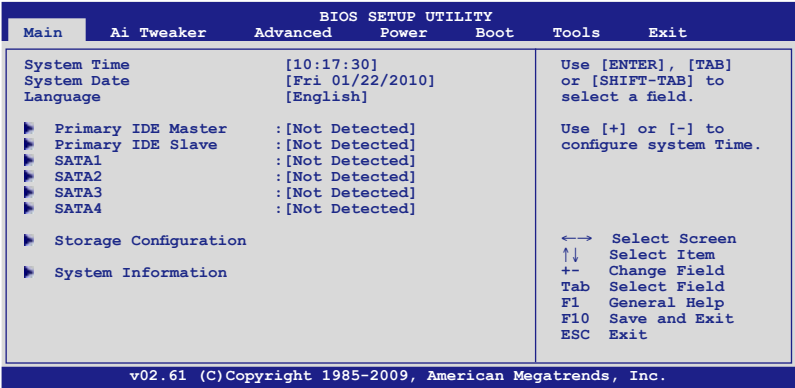 BIOS SETUP UTILITY
Main Ai Tweaker Advanced Power Boot Tools Exit
System Time [10:17:30]
System Date [Fri 01/22/2010]
Language [English]
Primary IDE Master :[Not Detected]
Primary IDE Slave :[Not Detected]
SATA1 :[Not Detected]
SATA2 :[Not Detected]
SATA3 :[Not Detected]
SATA4 :[Not Detected]
Storage Configuration
System Information
Use [ENTER], [TAB]
or [SHIFT-TAB] to
select a field.
Use [+] or [-] to
configure system Time.
←→ Select Screen
↑↓ Select Item
+- Change Field
Tab Select Field
F1 General Help
F10 Save and Exit
ESC Exit
v02.61 (C)Copyright 1985-2009, American Megatrends, Inc.